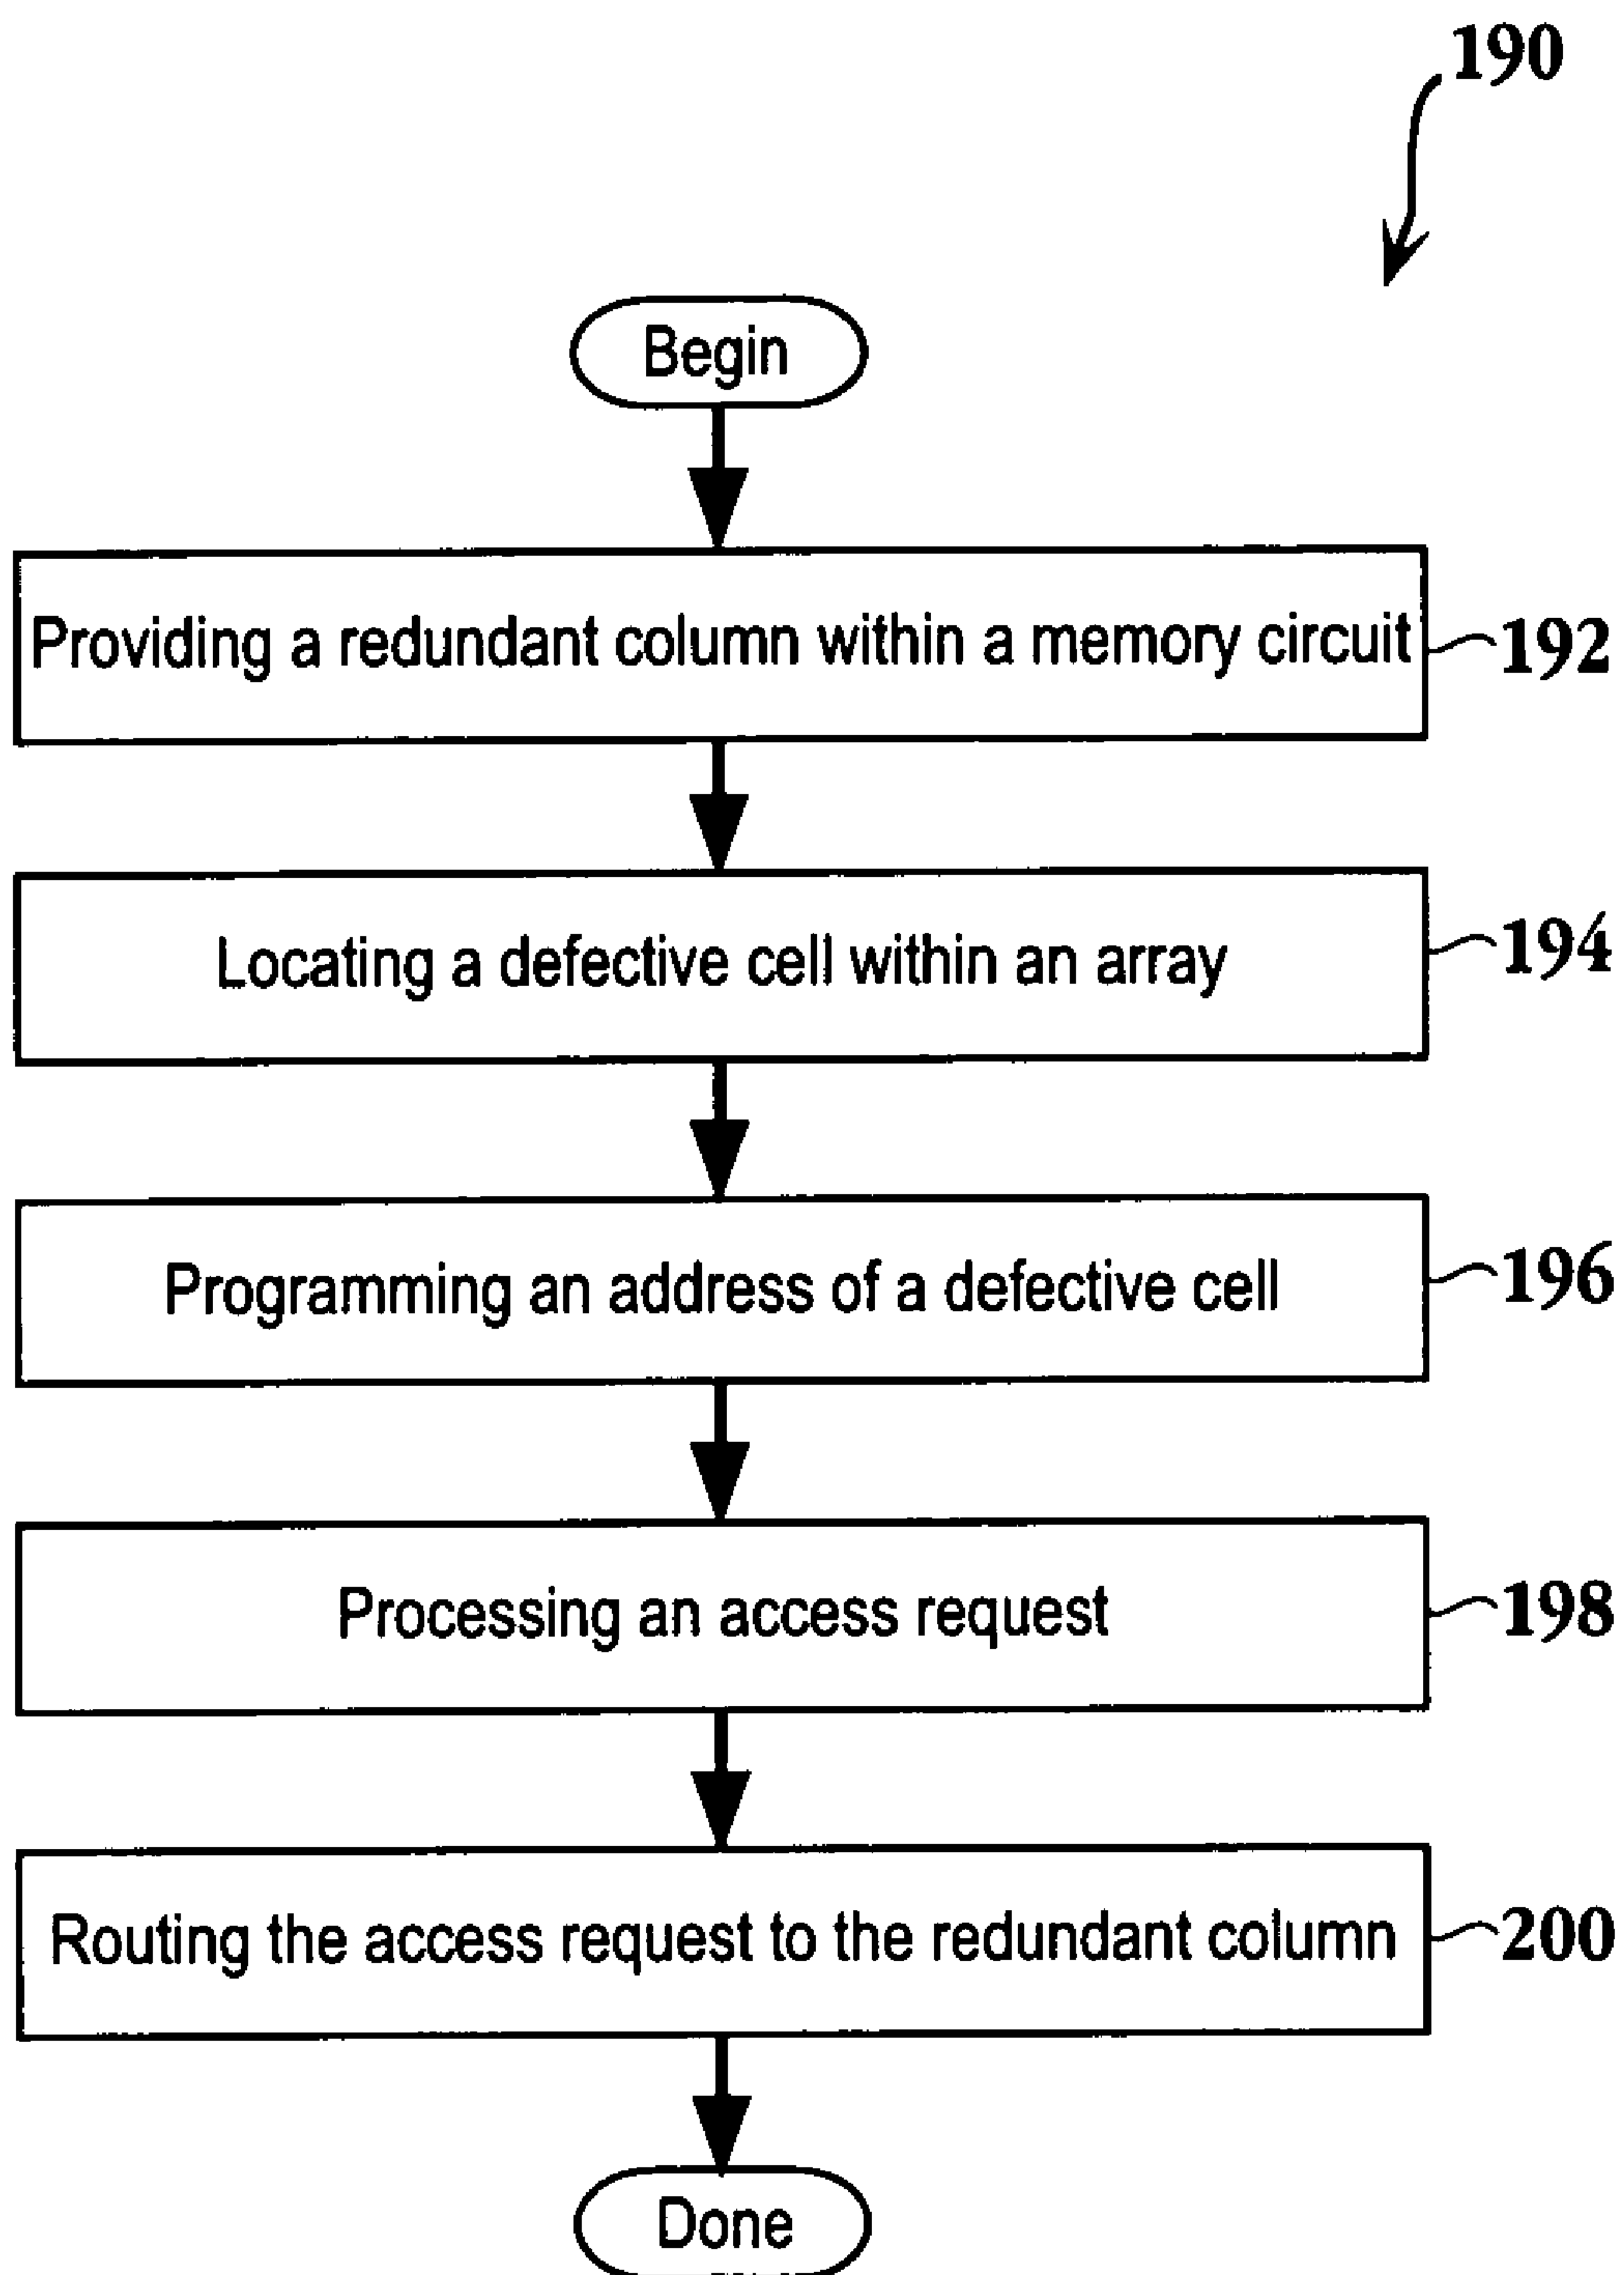 190
Begin
Providing a redundant column within a memory circuit
192
Locating a defective cell within an array
194
Programming an address of a defective cell
196
Processing an access request
198
Routing the access request to the redundant column
200
Done